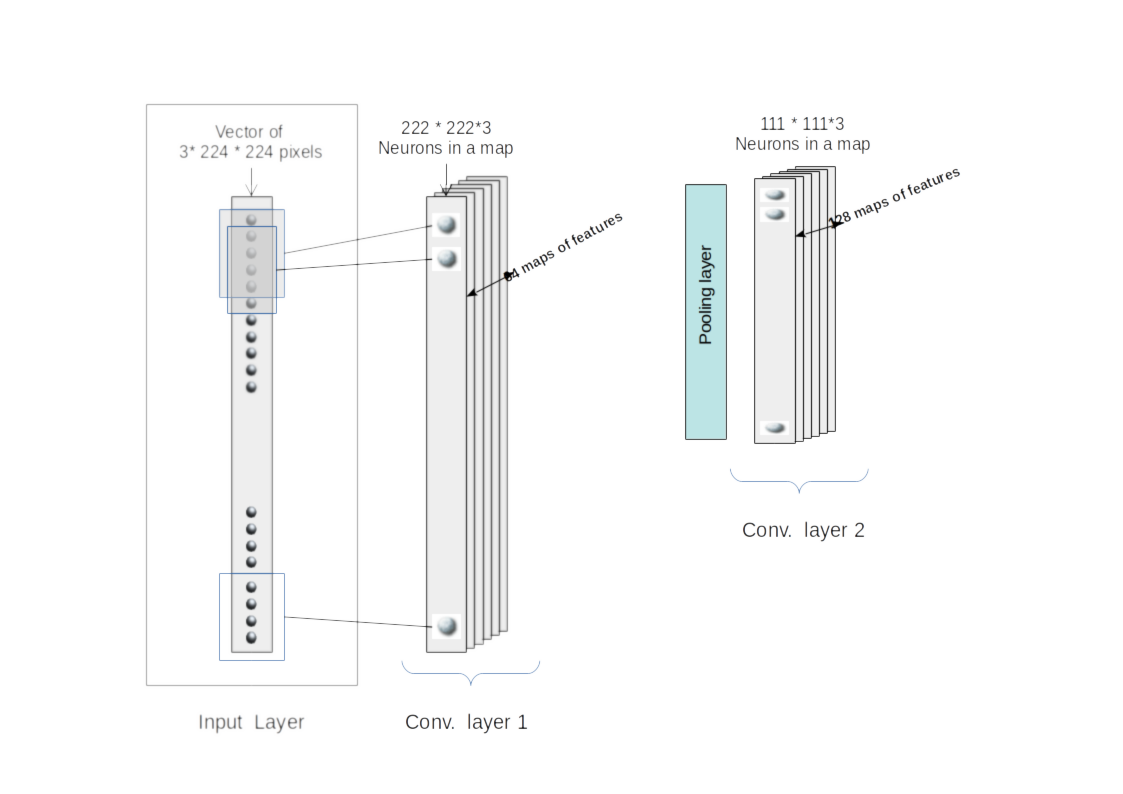 Vector of
3* 224 * 224 pixels
222 * 222*3
Neurons in a map
maps of features
111 * 111*3
Neurons in a map
128 maps of features
Pooling layer
Conv. layer 2
Input Layer
Conv. layer 1